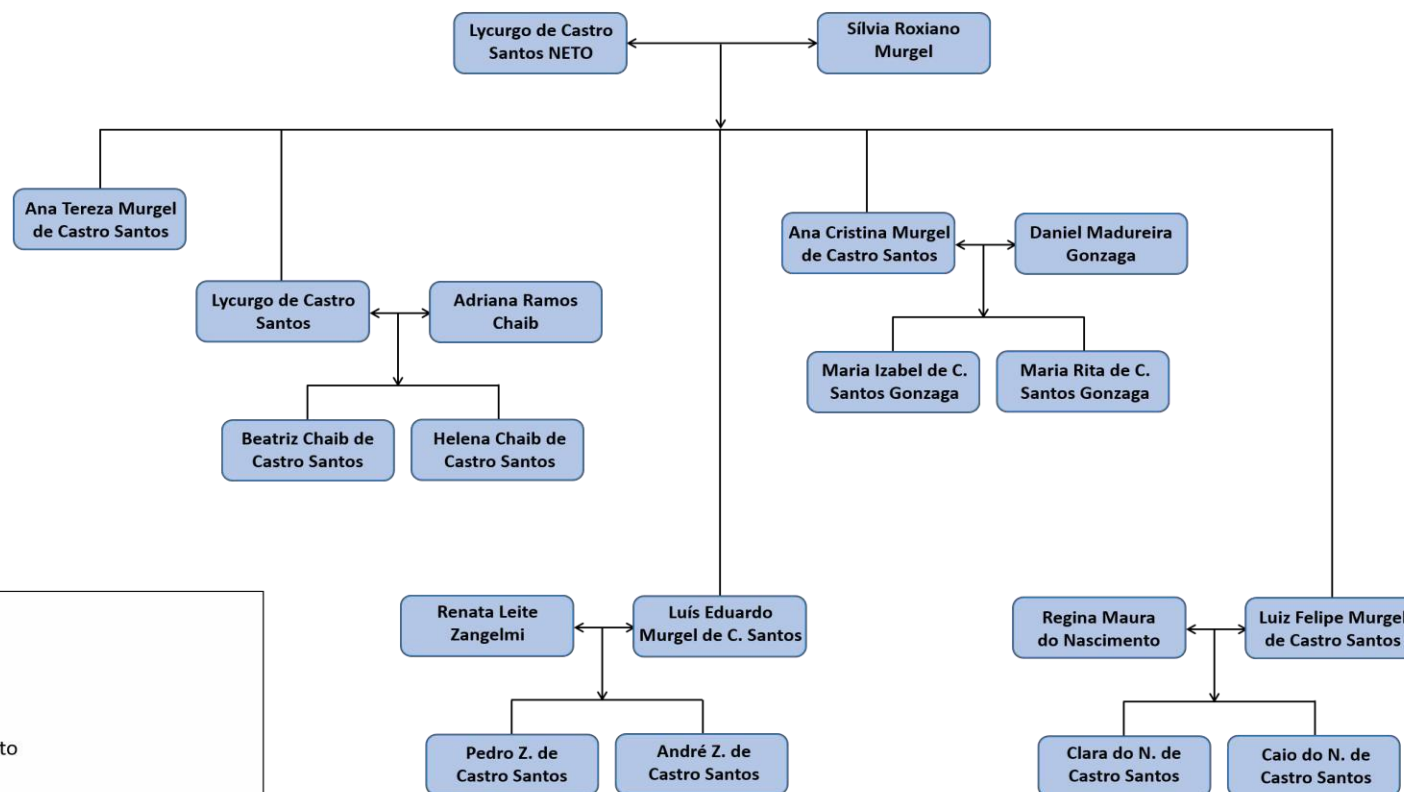 Lycurgo de Castro
Santos NETO
Sílvia Roxiano
Murgel
Ana Tereza Murgel
de Castro Santos
Ana Cristina Murgel
de Castro Santos
Daniel Madureira
Gonzaga
Lycurgo de Castro
Santos
Adriana Ramos
Chaib
Maria Izabel de C.
Santos Gonzaga
Maria Rita de C.
Santos Gonzaga
Beatriz Chaib de
Castro Santos
Helena Chaib de
Castro Santos
Renata Leite
Zangelmi
Luís Eduardo
Murgel de C. Santos
Regina Maura
do Nascimento
Luiz Felipe Murgel
de Castro Santos
to
Pedro Z. de
Castro Santos
André Z. de
Castro Santos
Clara do N. de
Castro Santos
Caio do N. de
Castro Santos